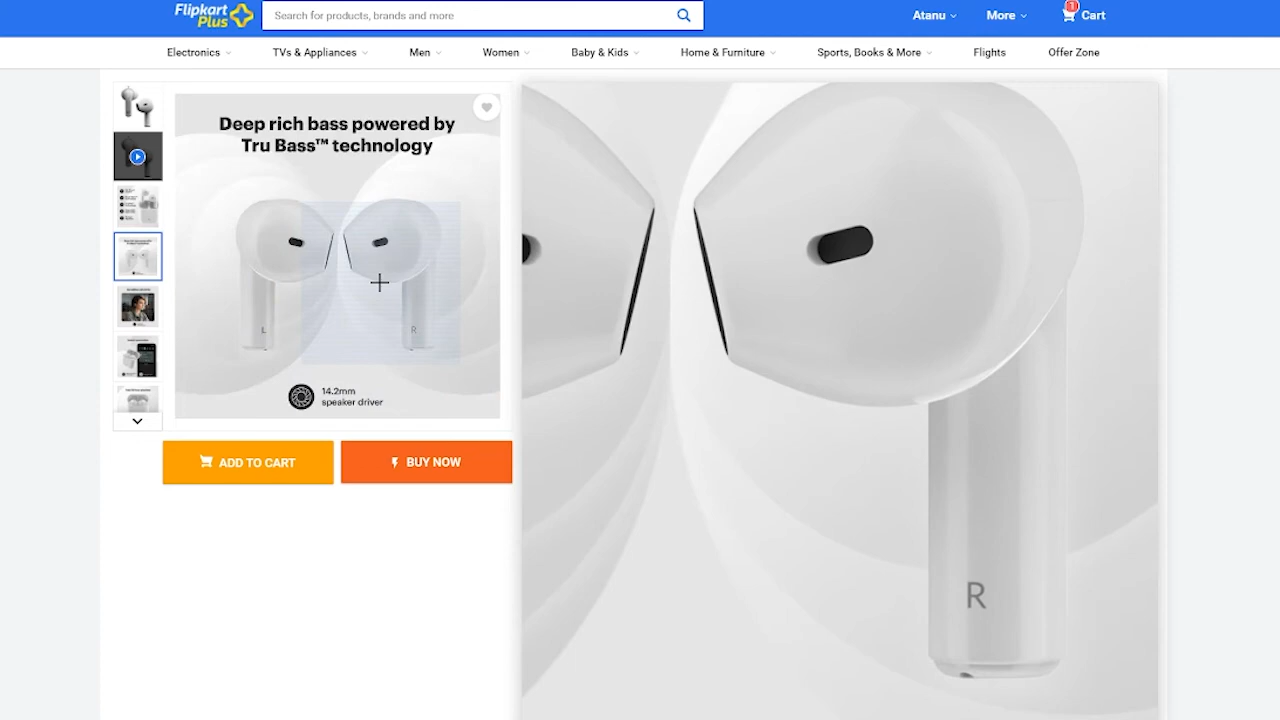 Flipkart
Plus
Search for products, brands and more
Atanu
More
1
Cart
Electronics
TVs & Appliances
Men
Women
Baby & Kids
Home & Furniture
Sports, Books & More
Flights
Offer Zone
Deep rich bass powered by
Tru Bass™ technology
L
R
14.2mm
speaker driver
ADD TO CART
BUY NOW
R